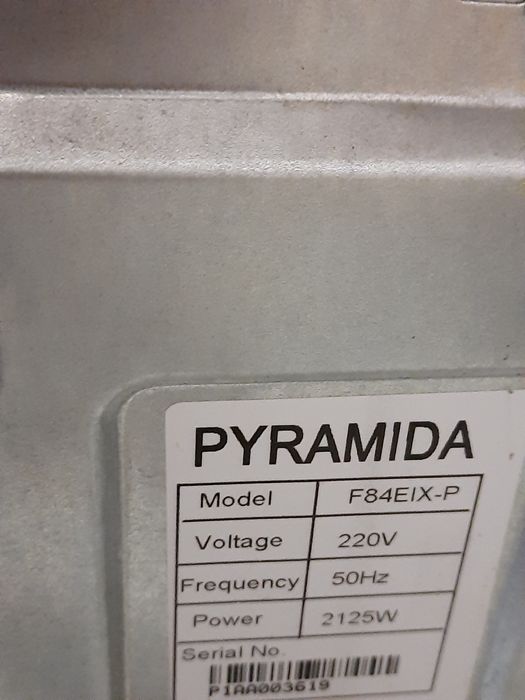 PYRAMIDA
Model F84EIX-P
Voltage 220V
Frequency 50Hz
Power 2125W
Serial No.
P1AA003619